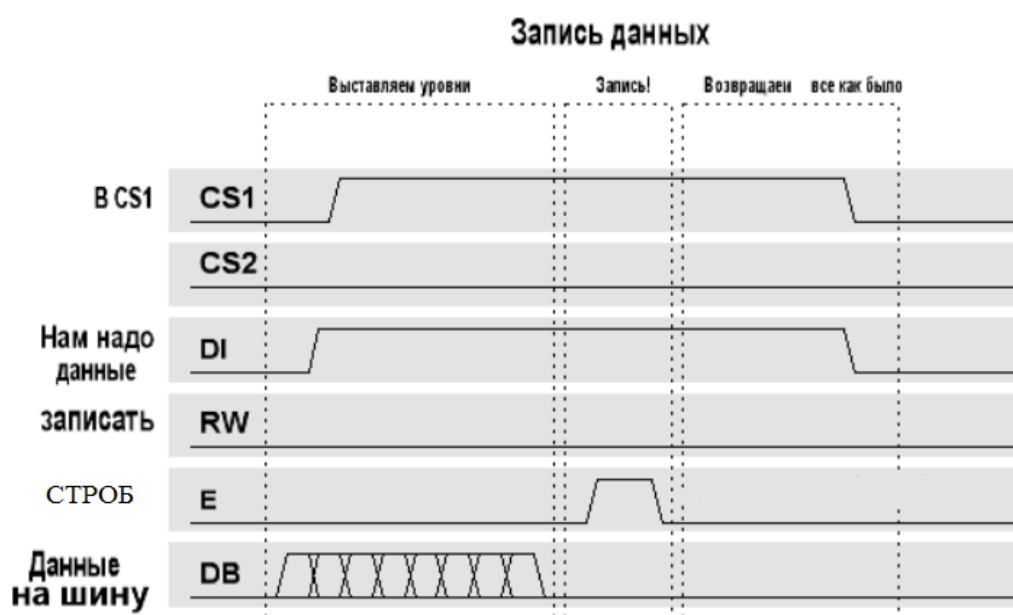 Запись данных
Выставляем уровни
Запись!
Возвращаем все как было
В CS1
CS1
CS2
Нам надо
данные
DI
записать
RW
СТРОБ
E
Данные
на шину
DB